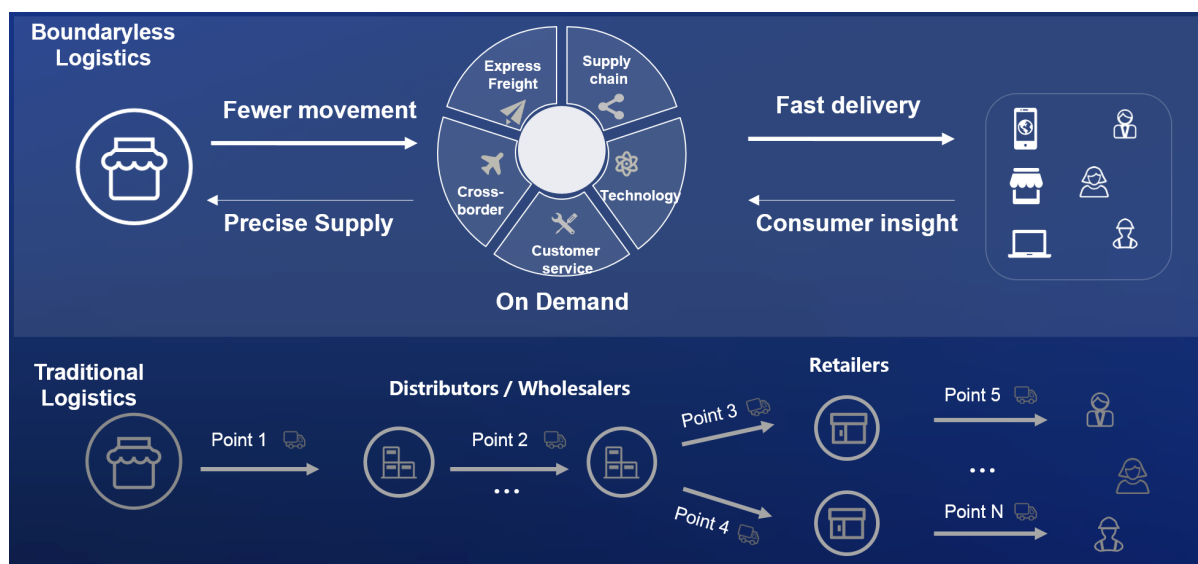 Boundaryless
Logistics
Fewer movement
Precise Supply
Express
Freight
Supply
chain
Cross-
border
Technology
Customer
service
On Demand
Fast delivery
Consumer insight
Traditional
Logistics
Distributors / Wholesalers
Retailers
Point 1
Point 2
...
Point 3
Point 4
Point 5
...
Point N